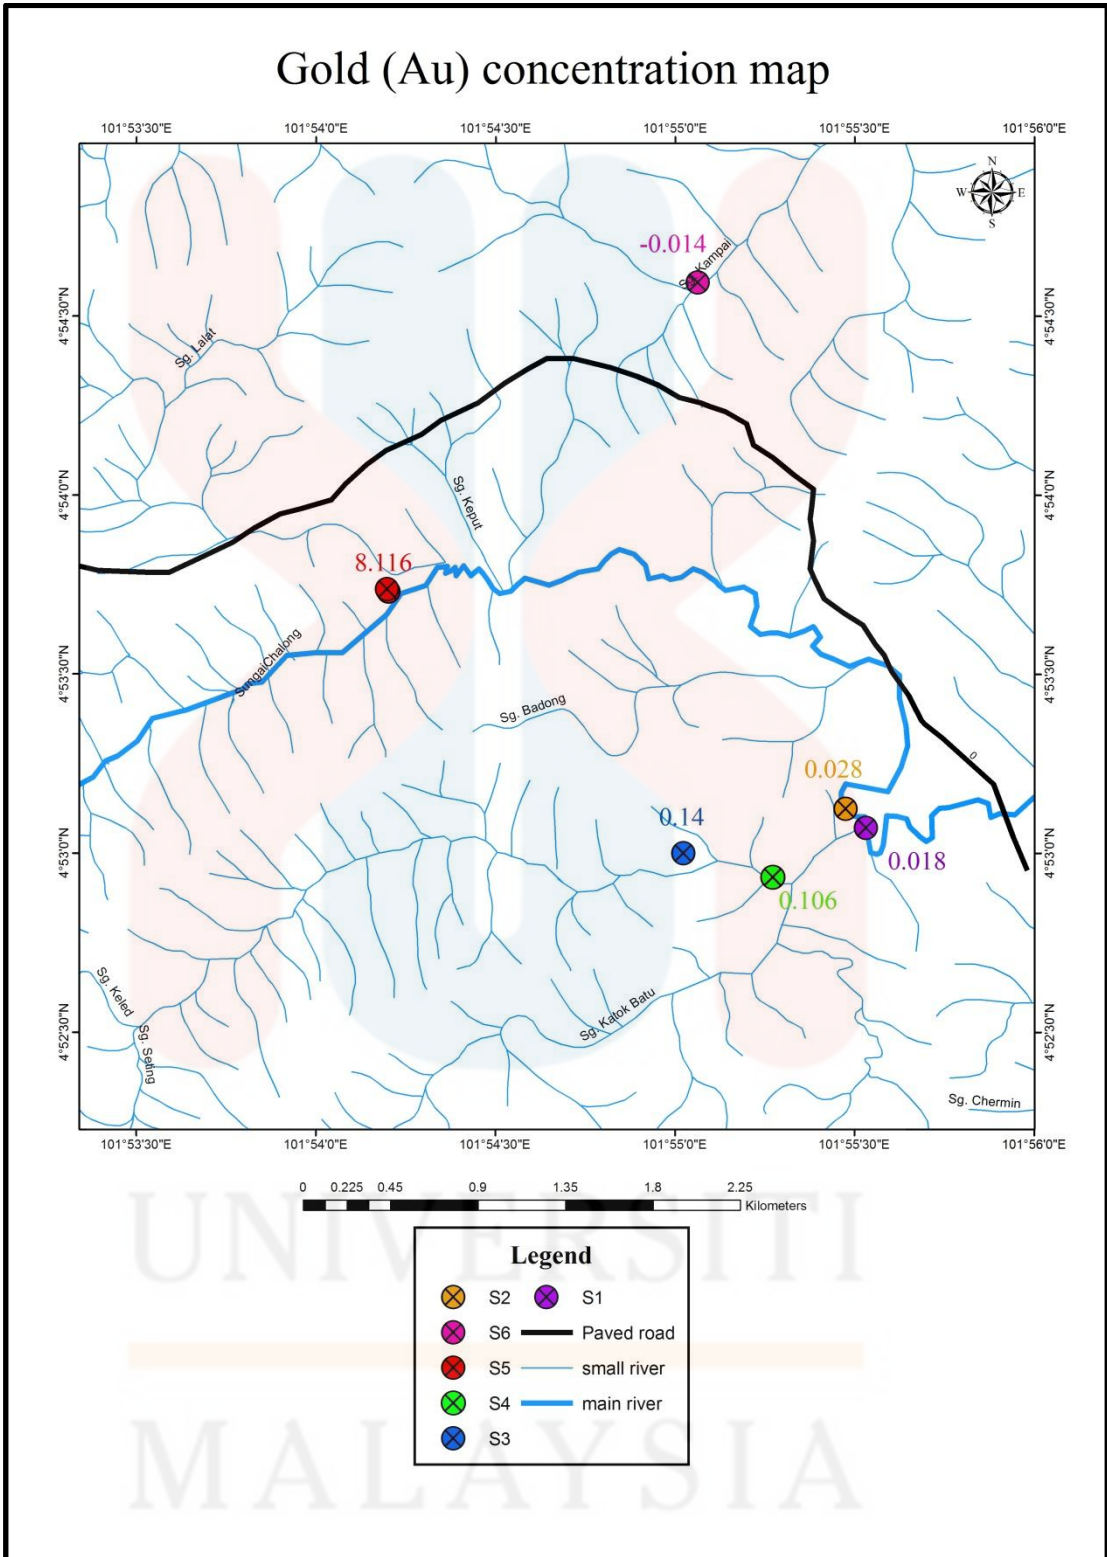 Gold (Au) concentration map
101°53'30"E 101°54'0"E 101°54'30"E 101°55'0"E 101°55'30"E 101°56'0"E
N
W E
S
-0.014
Sg. Kampai
4°54'30"N 4°54'30"N
Sg. Lalat
4°54'0"N 4°54'0"N
Sg. Keput
8.116
Sungai Chalong
4°53'30"N 4°53'30"N
Sg. Badong
0
0.028
0.14
4°53'0"N 4°53'0"N
0.018
0.106
Sg. Keled
Sg. Katok Batu
4°52'30"N 4°52'30"N
Sg. Seting
Sg. Chermin
101°53'30"E 101°54'0"E 101°54'30"E 101°55'0"E 101°55'30"E 101°56'0"E
0 0.225 0.45 0.9 1.35 1.8 2.25
Kilometers
UNIVERSITI
Legend
S2 S1
S6 Paved road
S5 small river
S4 main river
S3
MALAYSIA